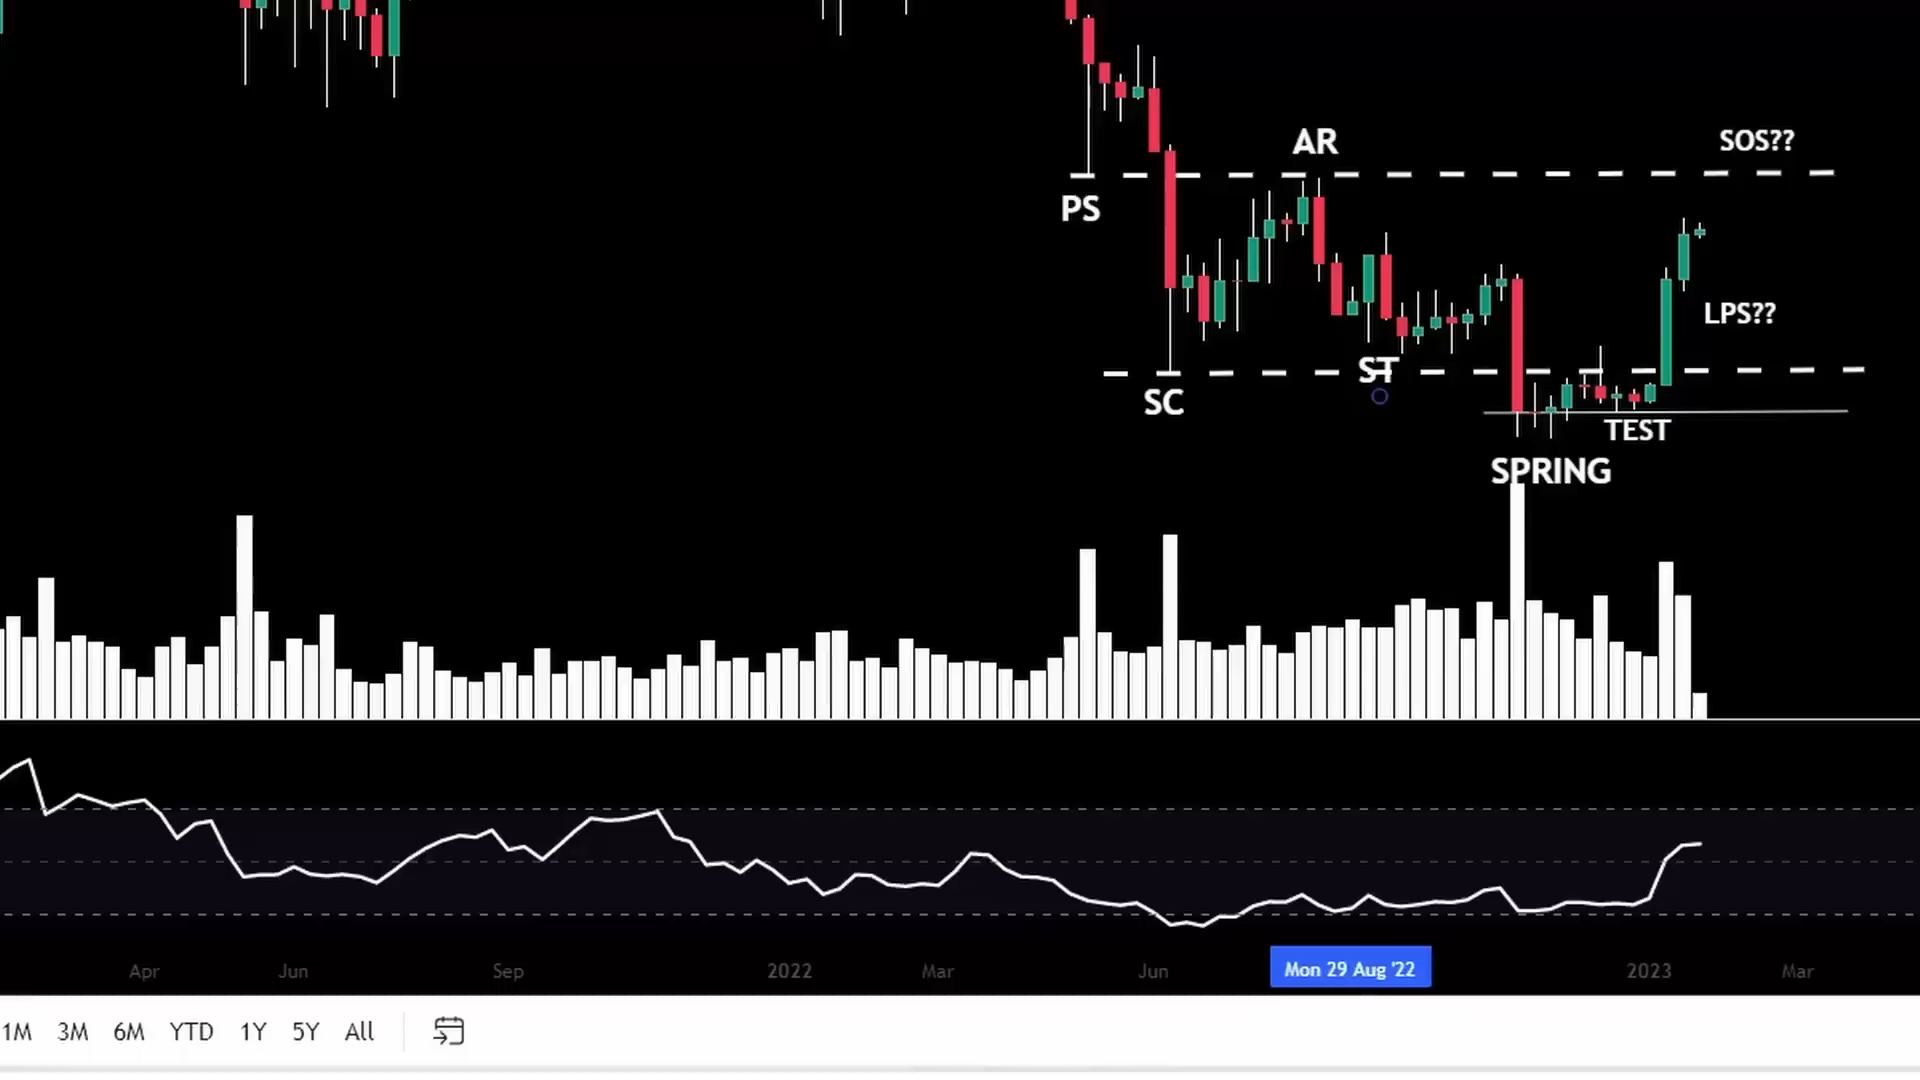 AR
SOS??
PS
LPS??
ST
SC
TEST
SPRING
Apr Jun Sep 2022 Mar Jun Mon 29 Aug '22 2023 Mar
1M 3M 6M YTD 1Y 5Y All